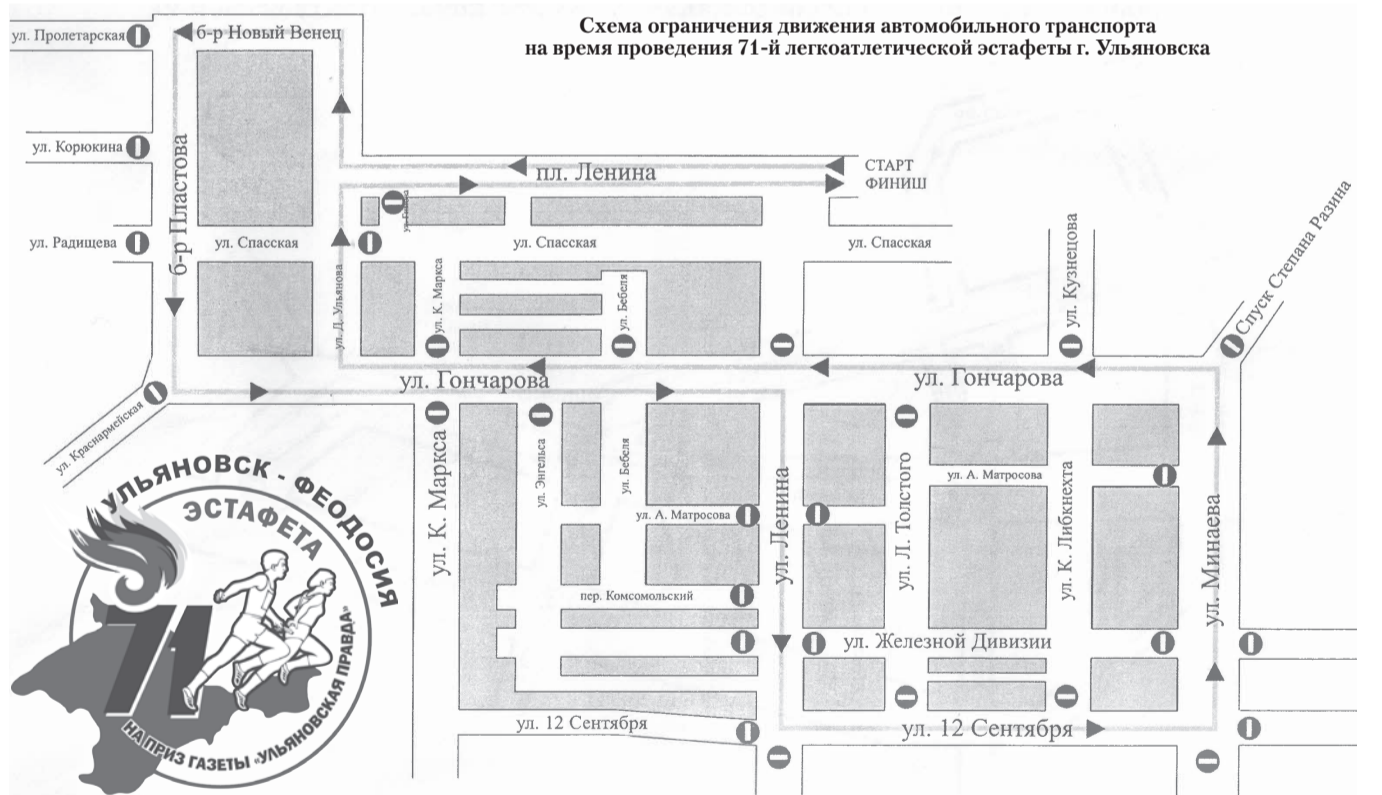 Схема ограничения движения автомобильного транспорта
на время проведения 71-й легкоатлетической эстафеты г. Ульяновска
ул. Пролетарская
б-р Новый Венец
ул. Корюкина
б-р Пластова
пл. Ленина
СТАРТ
ФИНИШ
ул. Радищева
ул. Спасская
ул. Спасская
ул. Спасская
ул. Д. Ульянова
ул. К. Маркса
ул. Бебеля
ул. Кузнецова
Спуск Степана Разина
ул. Гончарова
ул. Гончарова
ул. Краснармейская
ул. К. Маркса
ул. Энгельса
ул. Бебеля
ул. А. Матросова
ул. Ленина
ул. Л. Толстого
ул. А. Матросова
ул. К. Либкнехта
ул. Минаева
пер. Комсомольский
ул. Железной Дивизии
ул. 12 Сентября
ул. 12 Сентября
УЛЬЯНОВСК - ФЕОДОСИЯ
ЭСТАФЕТА
71
НА ПРИЗ ГАЗЕТЫ «УЛЬЯНОВСКАЯ ПРАВДА»